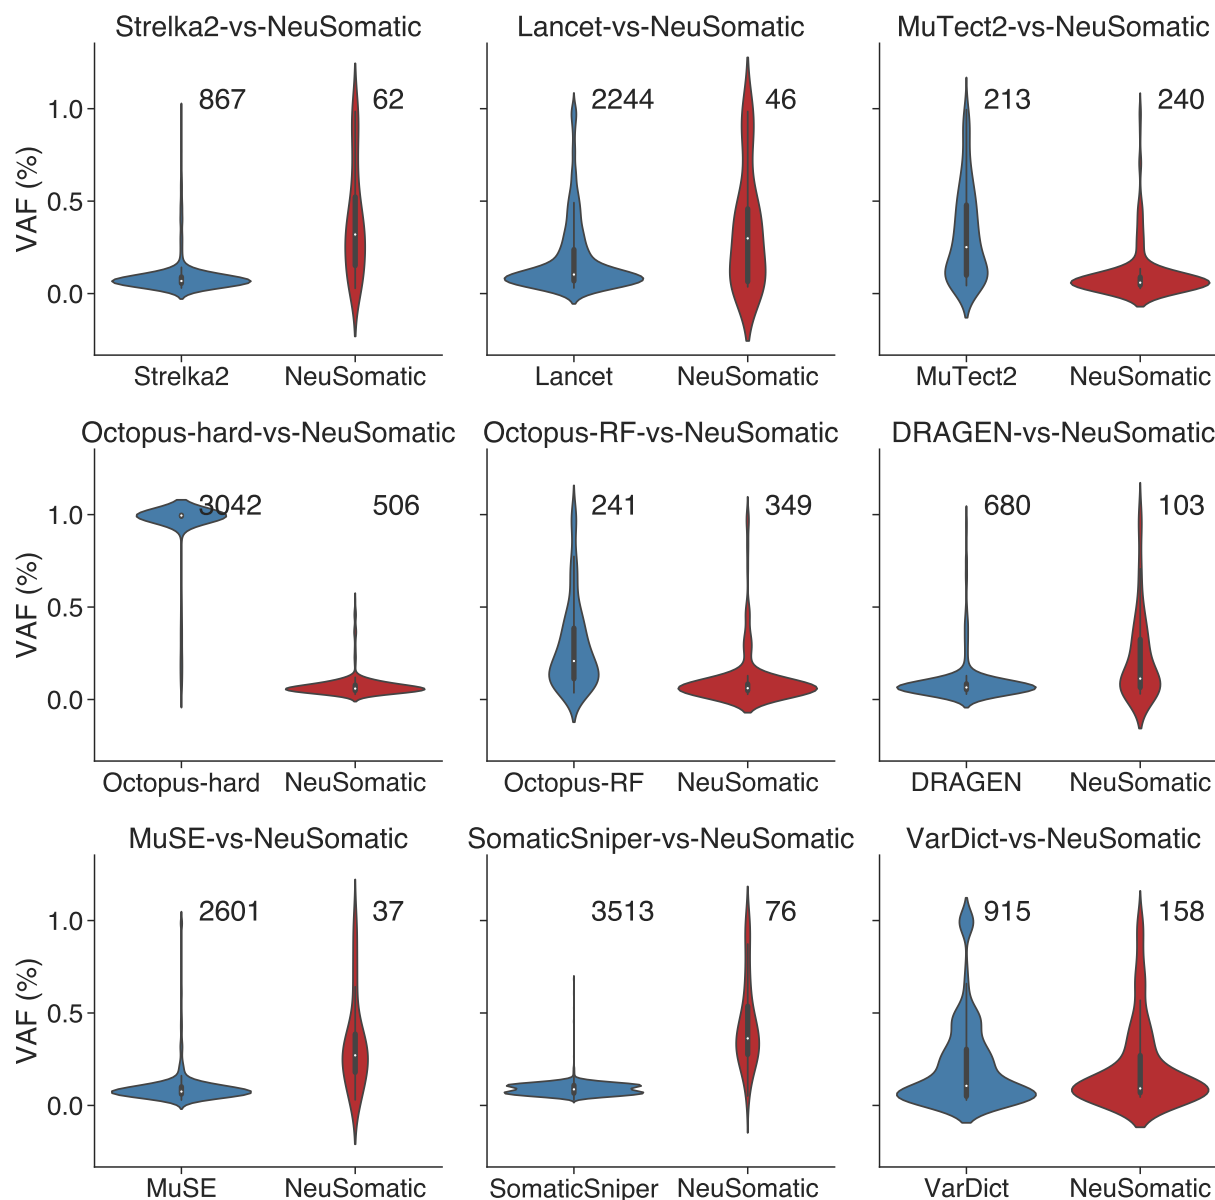 Strelka2-vs-NeuSomatic
Lancet-vs-NeuSomatic
MuTect2-vs-NeuSomatic
VAF (%)
1.0
0.5
0.0
867
62
2244
46
213
240
Strelka2
NeuSomatic
Lancet
NeuSomatic
MuTect2
NeuSomatic
Octopus-hard-vs-NeuSomatic
Octopus-RF-vs-NeuSomatic
DRAGEN-vs-NeuSomatic
VAF (%)
1.0
0.5
0.0
3042
506
241
349
680
103
Octopus-hard
NeuSomatic
Octopus-RF
NeuSomatic
DRAGEN
NeuSomatic
MuSE-vs-NeuSomatic
SomaticSniper-vs-NeuSomatic
VarDict-vs-NeuSomatic
VAF (%)
1.0
0.5
0.0
2601
37
3513
76
915
158
MuSE
NeuSomatic
SomaticSniper
NeuSomatic
VarDict
NeuSomatic